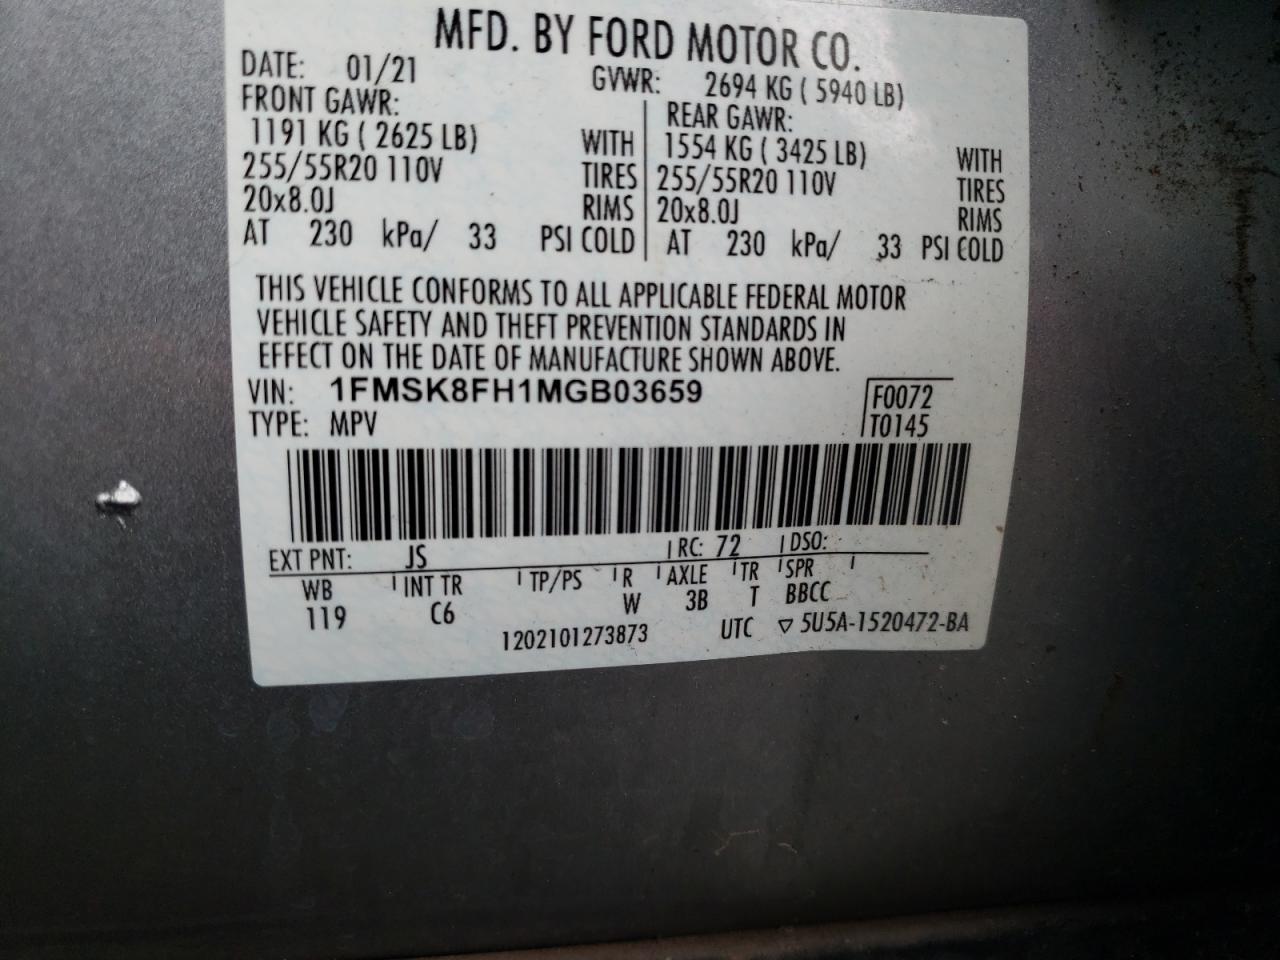 MFD. BY FORD MOTOR CO.
DATE: 01/21 GVWR: 2694 KG ( 5940 LB)
FRONT GAWR:
1191 KG ( 2625 LB) WITH
255/55R20 110V TIRES
20x8.0J RIMS
AT 230 kPa/ 33 PSI COLD
REAR GAWR:
1554 KG ( 3425 LB) WITH
255/55R20 110V TIRES
20x8.0J RIMS
AT 230 kPa/ 33 PSI COLD
THIS VEHICLE CONFORMS TO ALL APPLICABLE FEDERAL MOTOR
VEHICLE SAFETY AND THEFT PREVENTION STANDARDS IN
EFFECT ON THE DATE OF MANUFACTURE SHOWN ABOVE.
VIN: 1FMSK8FH1MGB03659 F0072
TYPE: MPV T0145
EXT PNT: JS RC: 72 DSO:
WB INT TR TP/PS R AXLE TR SPR
119 C6 W 3B T BBCC
1202101273873 UTC ▽ 5U5A-1520472-BA